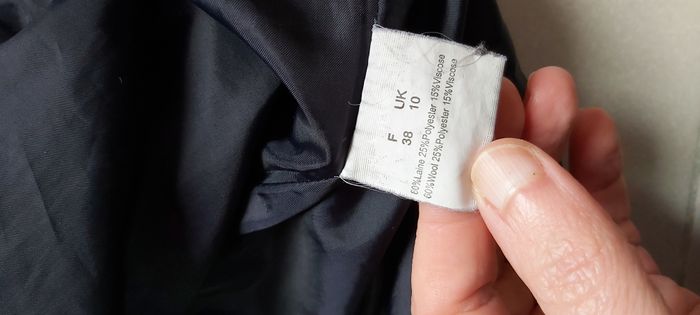 F UK
38 10
60%Laine 25%Polyester 15%Viscose
60%Wool 25%Polyester 15%Viscose